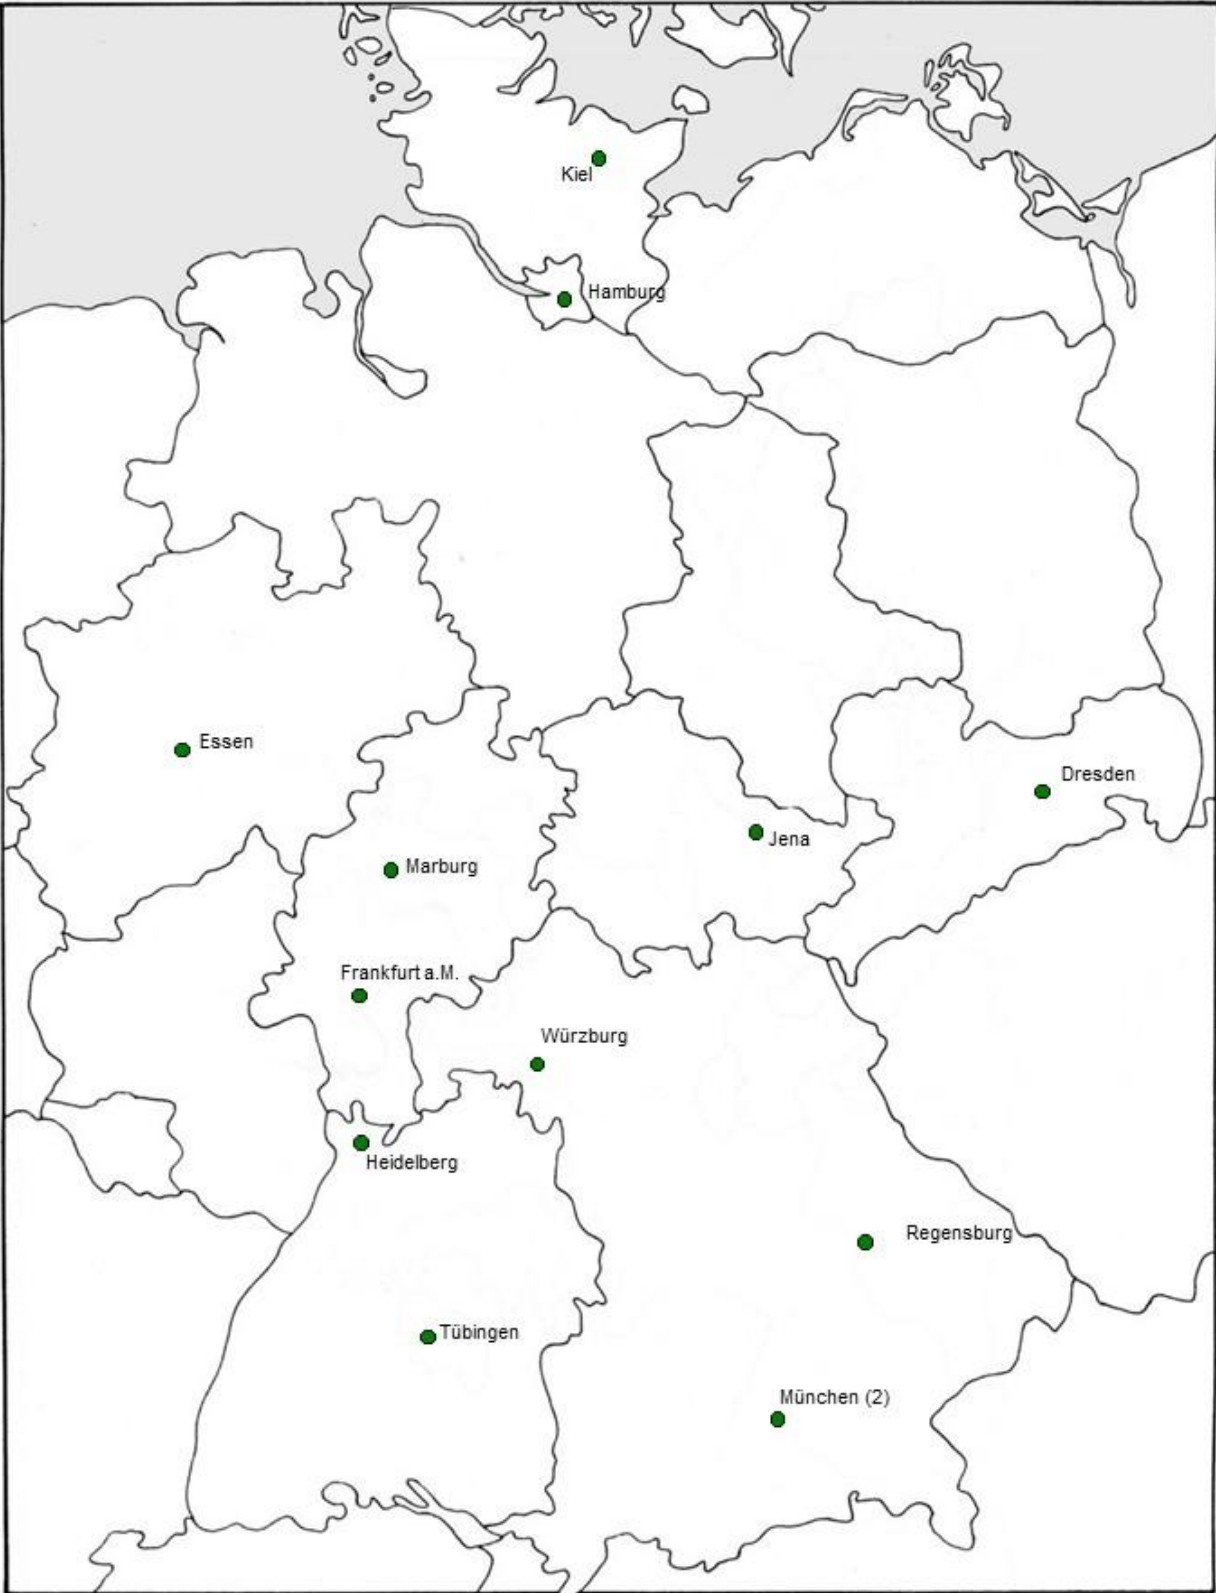 Kiel
Hamburg
Essen
Dresden
Jena
Marburg
Frankfurt a.M.
Würzburg
Heidelberg
Regensburg
Tübingen
München (2)